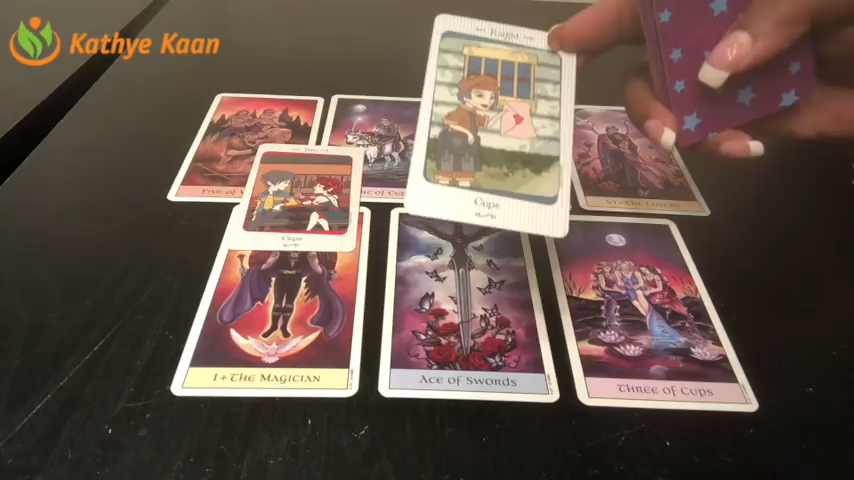 Kathye Kaan
Knight
Cups
Cups
Five of
of Cups
VI The Lovers
I The Magician
Ace of Swords
Three of Cups